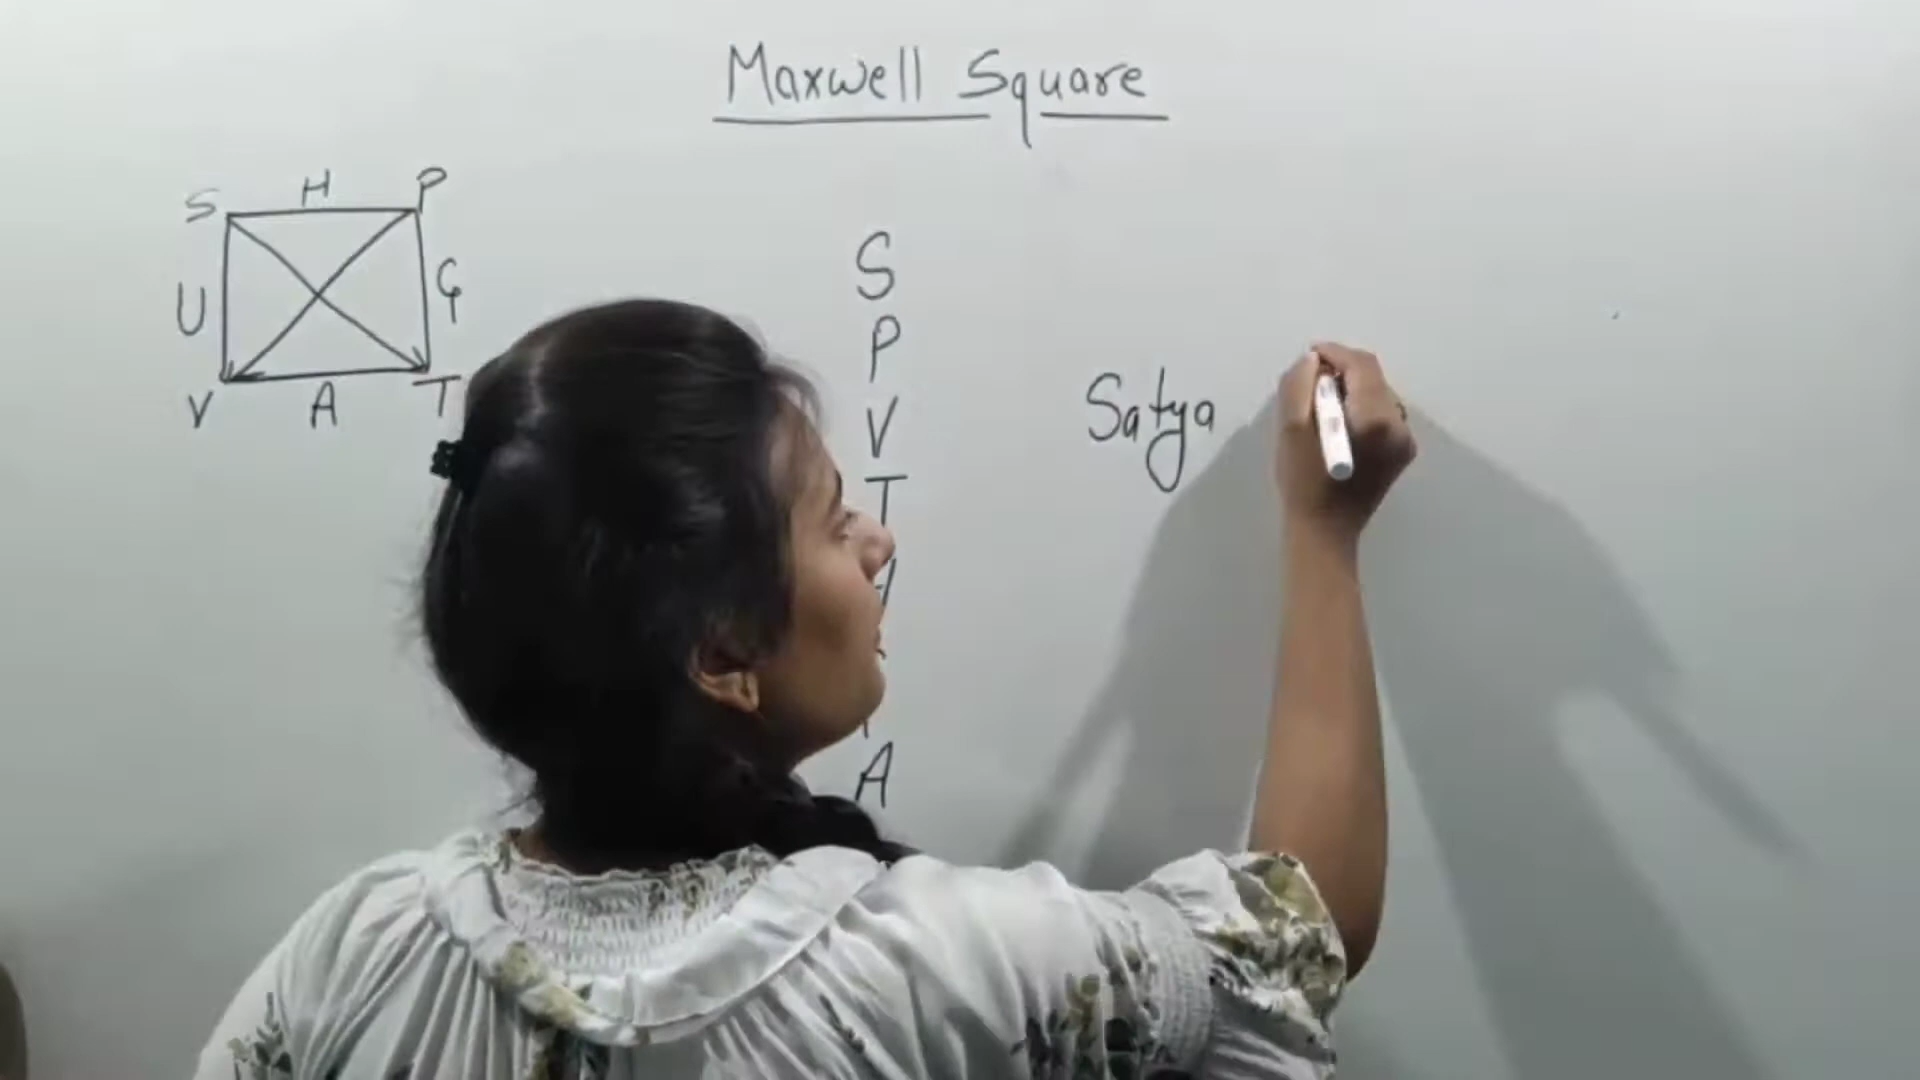 Maxwell Square
S H P
U G
V A T
S
P
V
T
A
Satya